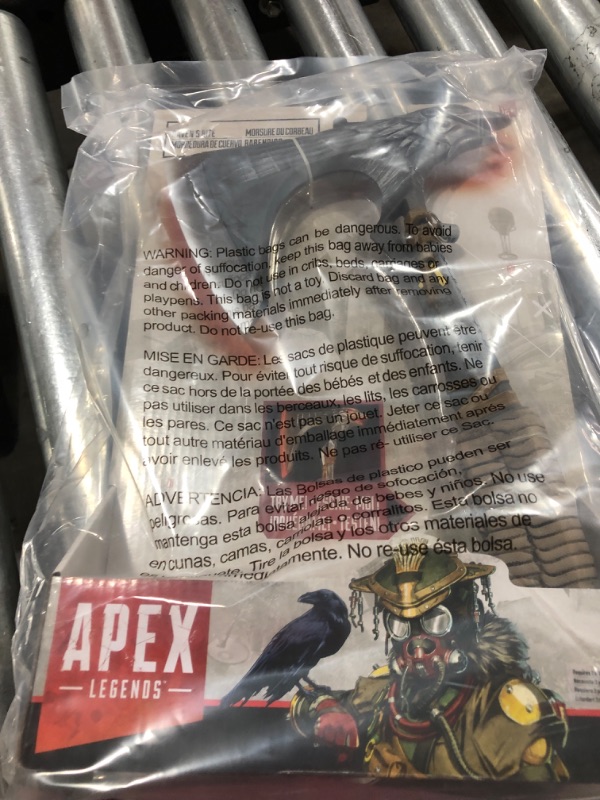 MORSURE DU CORBEAU
WARNING: Plastic bags can be dangerous. To avoid
danger of suffocation, keep this bag away from babies
and children. Do not use in cribs, beds, carriages or
playpens. This bag is not a toy. Discard bag and any
other packing materials immediately after removing
product. Do not re-use this bag.
MISE EN GARDE: Les sacs de plastique peuvent être
dangereux. Pour éviter tout risque de suffocation, tenir
ce sac hors de la portée des bébés et des enfants. Ne
pas utiliser dans les berceaux, les lits, les carrosses ou
les pares. Ce sac n'est pas un jouet. Jeter ce sac ou
tout autre matériau d'emballage immédiatement après
avoir enlevé les produits. Ne pas ré- utiliser ce Sac.
ADVERTENCIA: Las Bolsas de plastico pueden ser
peligrosas. Para evitar riesgo de sofocación,
mantenga esta bolsa alejada de bebes y niños. No use
en cunas, camas, carriolas o corralitos. Esta bolsa no
Tire la bolsa y los otros materiales de
No re-use ésta bolsa.
APEX
LEGENDS